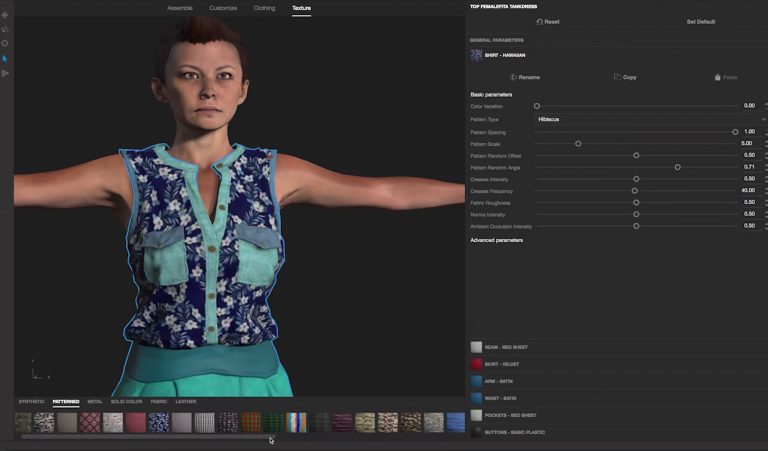 Assemble Customize Clothing Texture
TOP FEMALEFITA TANKDRESS
Reset Set Default
GENERAL PARAMETERS
SHIRT - HAWAIIAN
Rename Copy Paste
Basic parameters
Color Variation 0.00
Pattern Type Hibiscus
Pattern Spacing 1.00
Pattern Scale 5.00
Pattern Random Offset 0.50
Pattern Random Angle 0.71
Creases Intensity 0.50
Creases Frequency 40.00
Fabric Roughness 0.50
Normal Intensity 0.50
Ambient Occlusion Intensity 0.50
Advanced parameters
SEAM - BED SHEET
SKIRT - VELVET
ARM - SATIN
WAIST - SATIN
POCKETS - BED SHEET
BUTTONS - BASIC PLASTIC
SYNTHETIC PATTERNED METAL SOLID COLOR FABRIC LEATHER